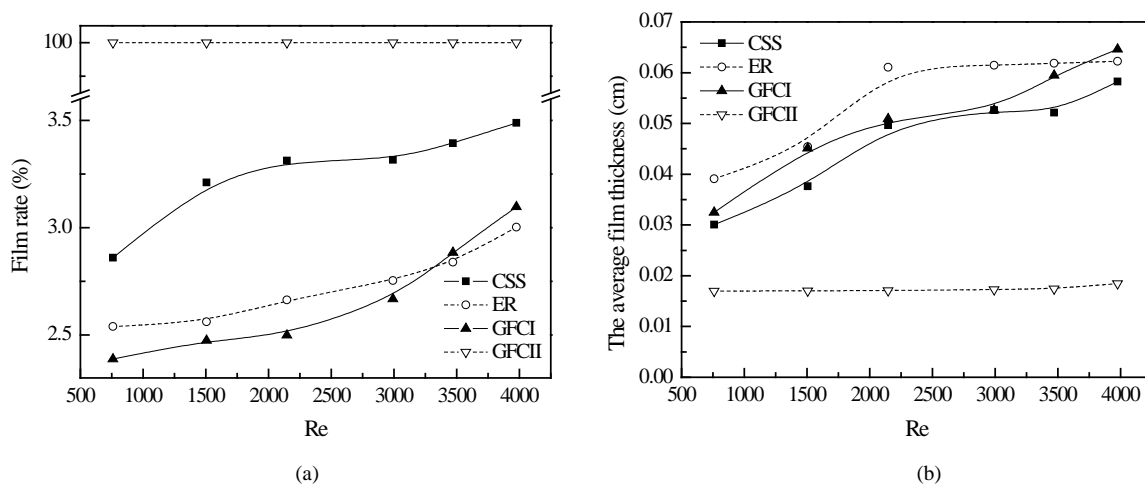 100
3.5
3.0
2.5
Film rate (%)
CSS
ER
GFCI
GFCII
500 1000 1500 2000 2500 3000 3500 4000
Re
(a)
0.07
0.06
0.05
0.04
0.03
0.02
0.01
0.00
The average film thickness (cm)
CSS
ER
GFCI
GFCII
500 1000 1500 2000 2500 3000 3500 4000
Re
(b)